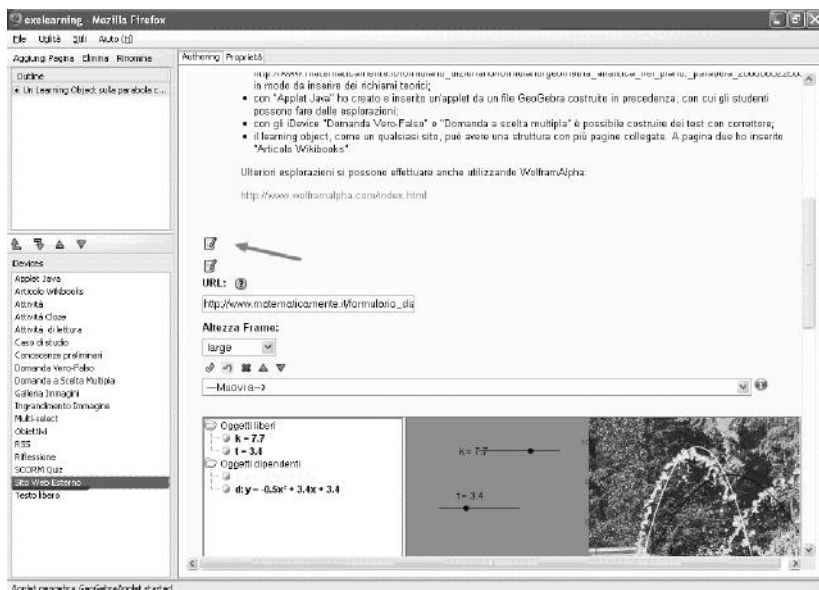 exelearning - Mozilla Firefox
File Utilità Stili Aiuto (H)
Aggiungi Pagina Elimina Rinomina
Outline
Un Learning Object sulla parabola c...
Authoring Proprietà
in modo da inserire dei richiami teorici;
con "Applet Java" ho creato e inserito un'applet da un file GeoGebra costruito in precedenza, con cui gli studenti
possono fare delle esplorazioni;
con gli iDevice "Domanda Vero-Falso" e "Domanda a scelta multipla" è possibile costruire dei test con correttore;
il learning object, come un qualsiasi sito, può avere una struttura con più pagine collegate. A pagina due ho inserito
"Articolo Wikibooks".
Ulteriori esplorazioni si possono effettuare anche utilizzando WolframAlpha:
http://www.wolframalpha.com/index.html
iDevices
Applet Java
Articolo Wikibooks
Attività
Attività Cloze
Attività di lettura
Caso di studio
Conoscenze preliminari
Domanda Vero-Falso
Domanda a Scelta Multipla
Galleria Immagini
Ingrandimento Immagine
Multi-select
Obiettivi
RSS
Riflessione
SCORM Quiz
Sito Web Esterno
Testo libero
URL:
http://www.matematicamente.it/formulario_dia
Altezza Frame:
large
---Muovi a-->
Oggetti liberi
k = 7.7
t = 3.4
Oggetti dipendenti
d: y = -0.5x² + 3.4x + 3.4
k = 7.7
t = 3.4
Applet geogebra.GeoGebraApplet started